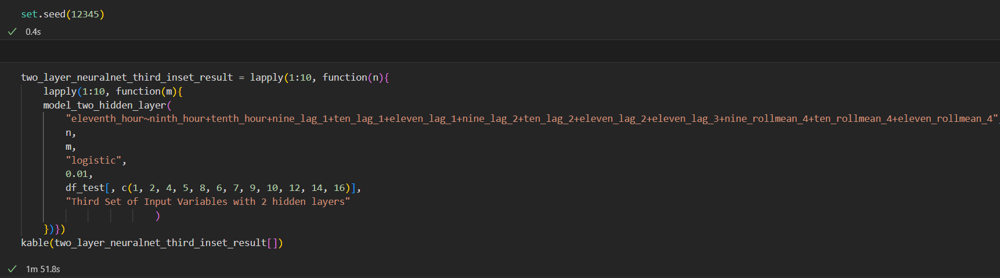 set.seed(12345)
0.4s
two_layer_neuralnet_third_inset_result = lapply(1:10, function(n){
lapply(1:10, function(m){
model_two_hidden_layer(
"eleventh_hour~ninth_hour+tenth_hour+nine_lag_1+ten_lag_1+eleven_lag_1+nine_lag_2+ten_lag_2+eleven_lag_2+eleven_lag_3+nine_rollmean_4+ten_rollmean_4+eleven_rollmean_4",
n,
m,
"logistic",
0.01,
df_test[, c(1, 2, 4, 5, 8, 6, 7, 9, 10, 12, 14, 16)],
"Third Set of Input Variables with 2 hidden layers"
)
})})
kable(two_layer_neuralnet_third_inset_result[])
1m 51.8s